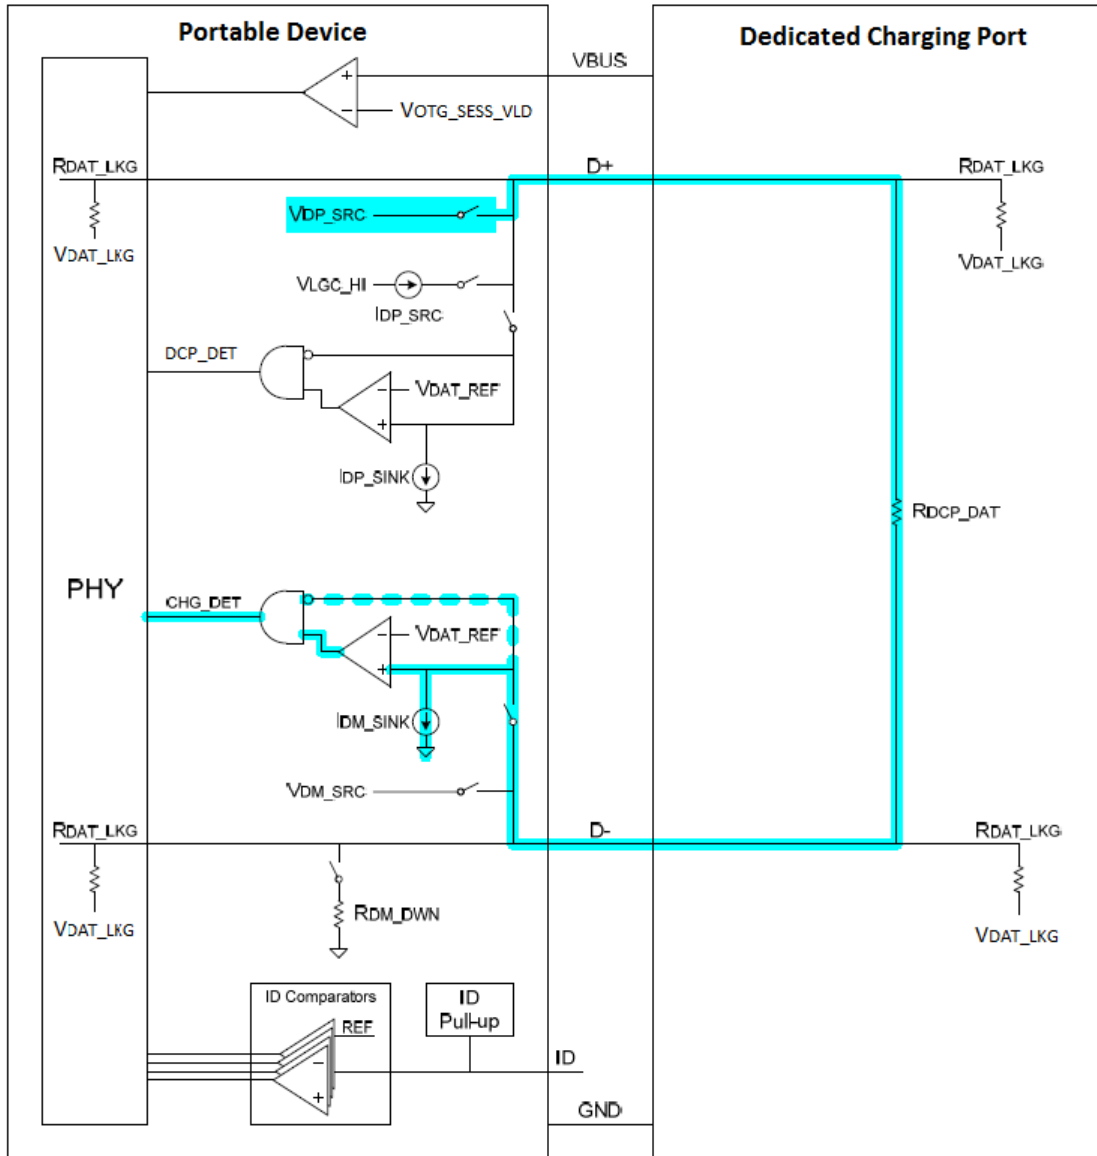 Portable Device
Dedicated Charging Port
VBUS
+
−
VOTG_SESS_VLD
RDAT_LKG
D+
RDAT_LKG
VDP_SRC
VDAT_LKG
VDAT_LKG
VLGC_HI
IDP_SRC
DCP_DET
−
VDAT_REF
+
IDP_SINK
RDCP_DAT
PHY
CHG_DET
−
VDAT_REF
+
IDM_SINK
VDM_SRC
RDAT_LKG
D-
RDAT_LKG
RDM_DWN
VDAT_LKG
VDAT_LKG
ID Comparators
ID
Pull-up
REF
−
+
ID
GND